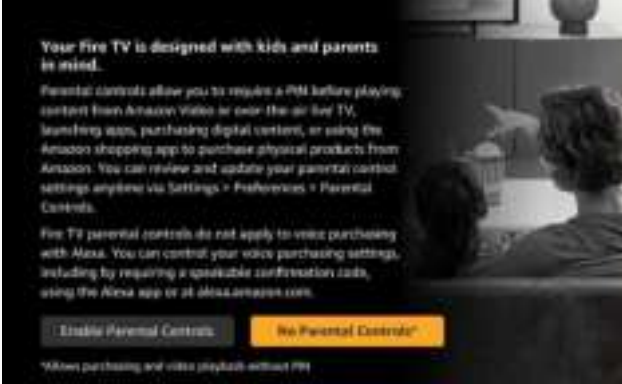 Your Fire TV is designed with kids and parents
in mind.
Parental controls allow you to require a PIN before playing
content from Amazon Video or over-the-air live TV,
launching apps, purchasing digital content, or using the
Amazon shopping app to purchase physical products from
Amazon. You can review and update your parental control
settings anytime via Settings > Preferences > Parental
Controls.
Fire TV parental controls do not apply to voice purchasing
with Alexa. You can control your voice purchasing settings,
including by requiring a speakable confirmation code,
using the Alexa app or at alexa.amazon.com.
Enable Parental Controls
No Parental Controls*
*Allows purchasing and video playback without PIN